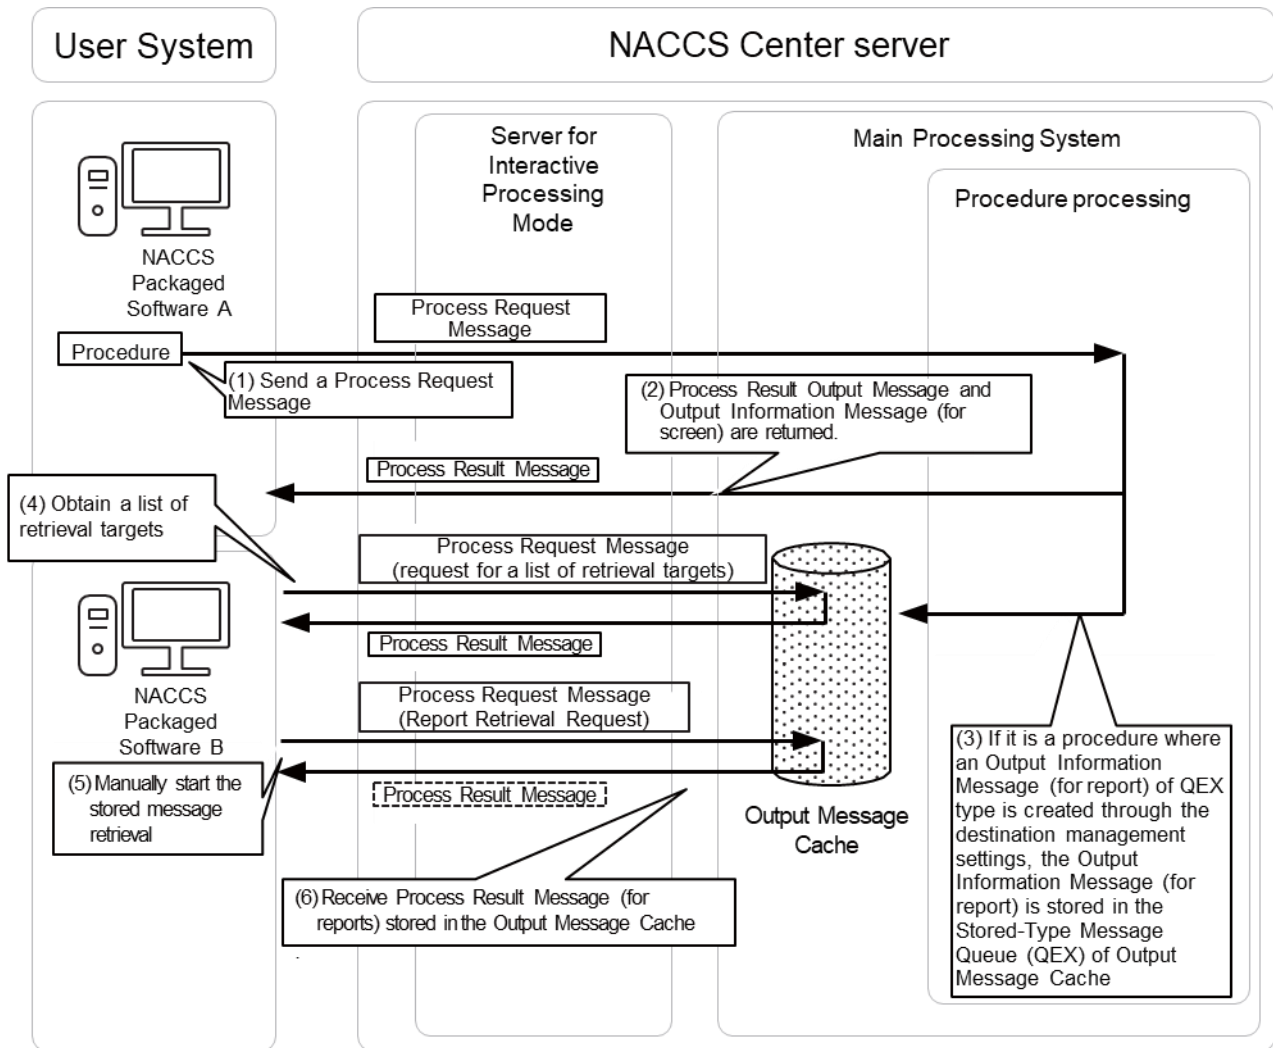 User System
NACCS Center server
Server for
Interactive
Processing
Mode
Main Processing System
Procedure processing
NACCS
Packaged
Software A
Process Request
Message
Procedure
(1) Send a Process Request
Message
(2) Process Result Output Message and
Output Information Message (for
screen) are returned.
Process Result Message
(4) Obtain a list of
retrieval targets
Process Request Message
(request for a list of retrieval targets)
Process Result Message
NACCS
Packaged
Software B
Process Request Message
(Report Retrieval Request)
(5) Manually start the
stored message
retrieval
Process Result Message
Output Message
Cache
(3) If it is a procedure where
an Output Information
Message (for report) of QEX
type is created through the
destination management
settings, the Output
Information Message (for
report) is stored in the
Stored-Type Message
Queue (QEX) of Output
Message Cache
(6) Receive Process Result Message (for
reports) stored in the Output Message Cache
.